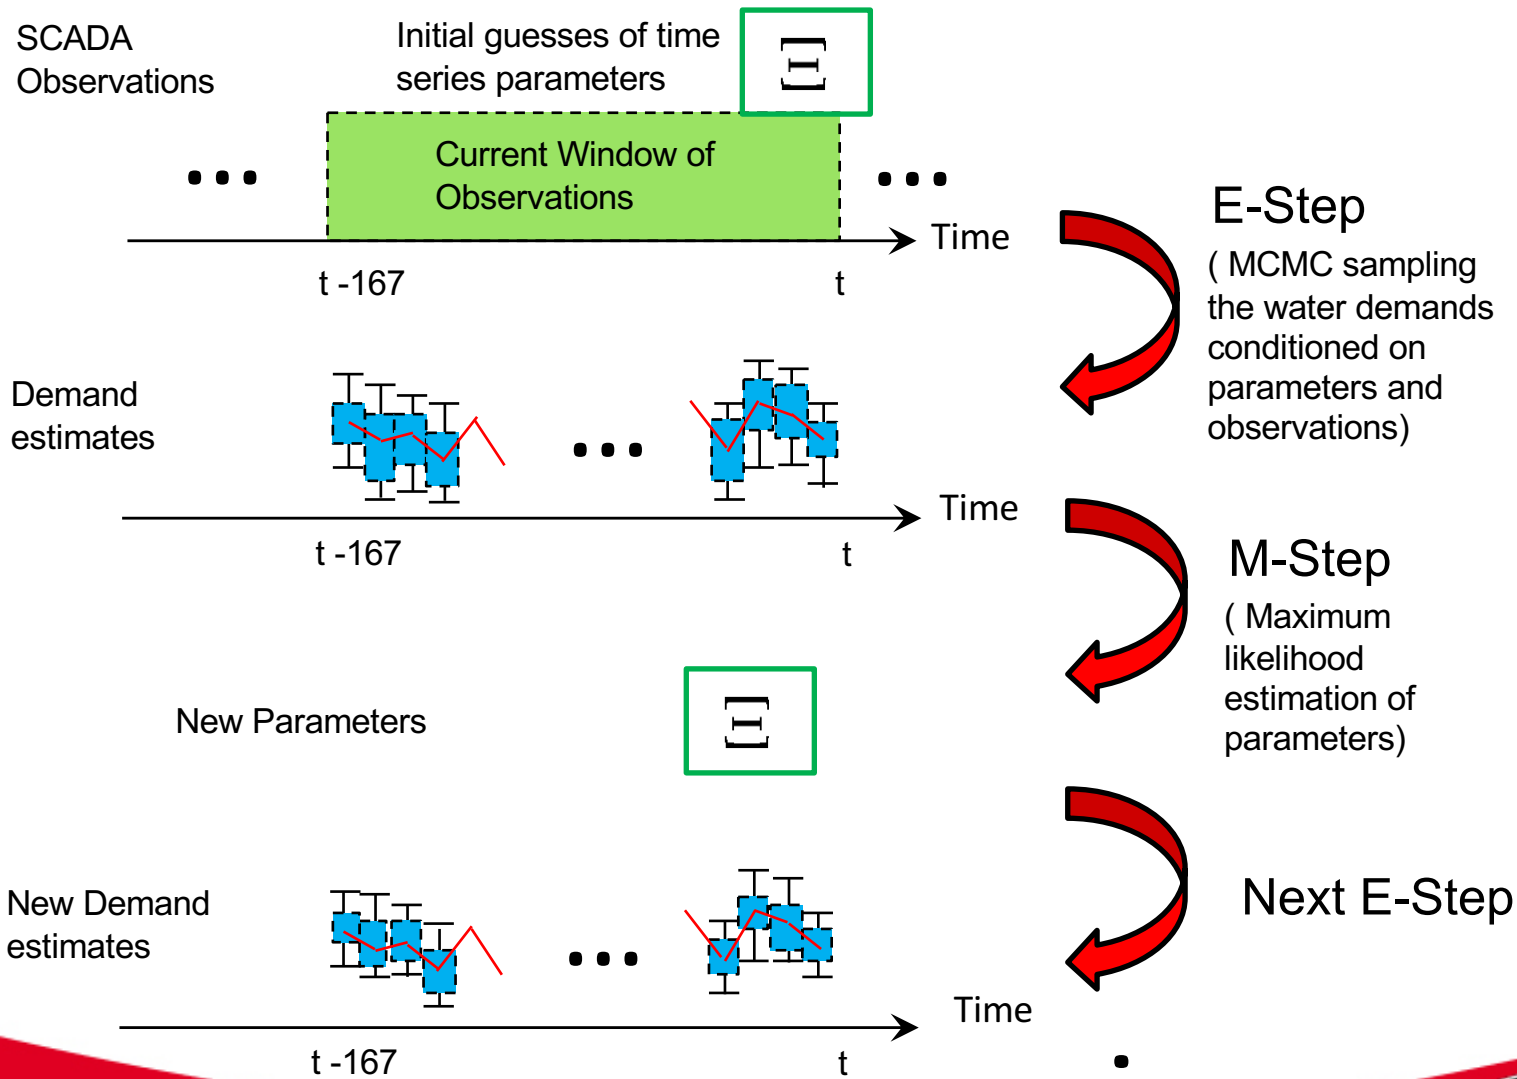 SCADA
Observations
Initial guesses of time
series parameters
Ξ
Current Window of
Observations
Time
t -167
t
E-Step
( MCMC sampling
the water demands
conditioned on
parameters and
observations)
Demand
estimates
Time
t -167
t
M-Step
( Maximum
likelihood
estimation of
parameters)
New Parameters
Ξ
New Demand
estimates
Next E-Step
Time
t -167
t